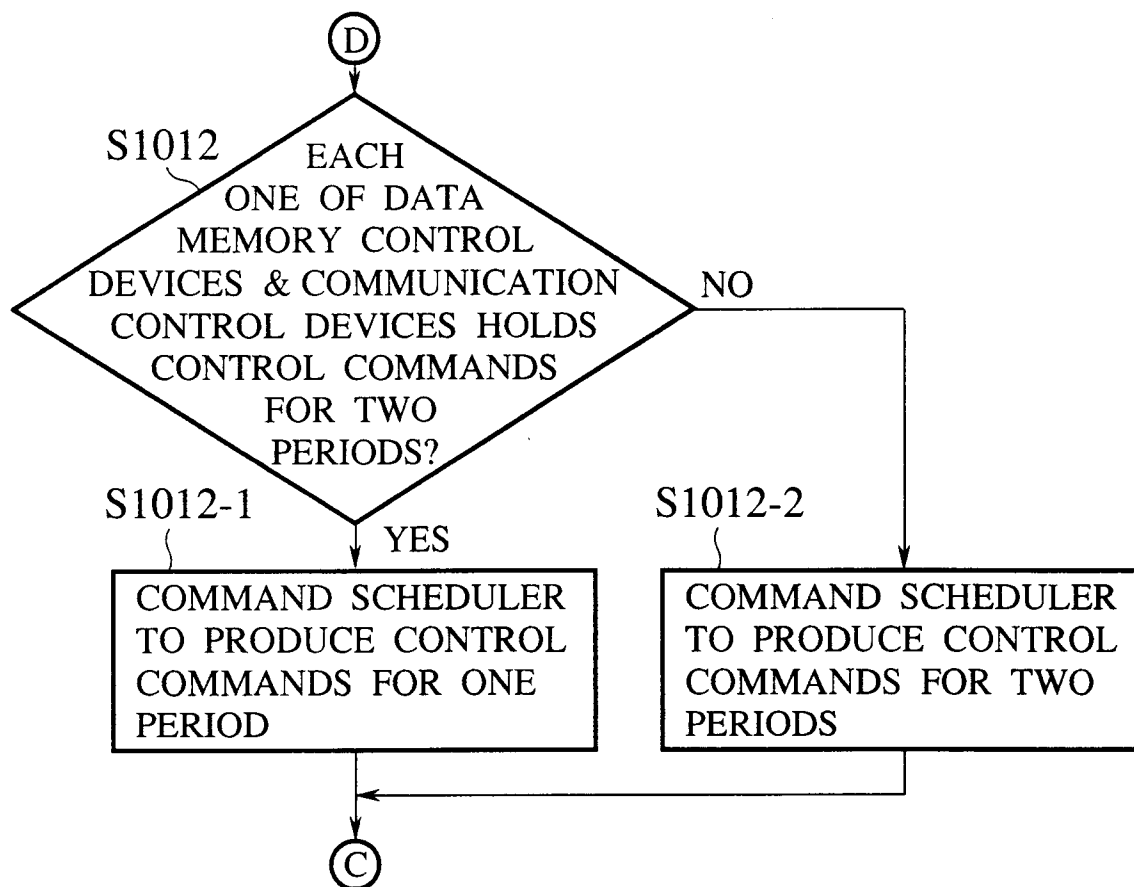 D
S1012
EACH
ONE OF DATA
MEMORY CONTROL
DEVICES & COMMUNICATION
CONTROL DEVICES HOLDS
CONTROL COMMANDS
FOR TWO
PERIODS?
NO
YES
S1012-1
COMMAND SCHEDULER
TO PRODUCE CONTROL
COMMANDS FOR ONE
PERIOD
S1012-2
COMMAND SCHEDULER
TO PRODUCE CONTROL
COMMANDS FOR TWO
PERIODS
C